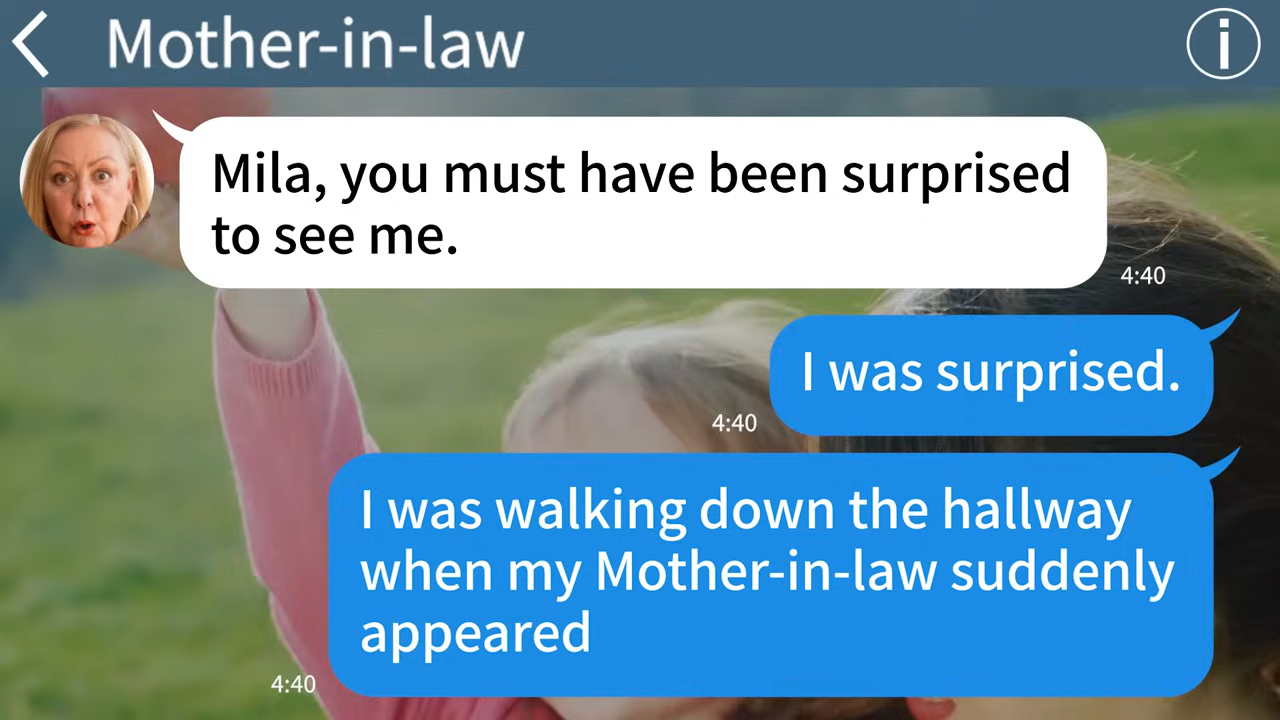 Mother-in-law
i
Mila, you must have been surprised
to see me.
4:40
I was surprised.
4:40
I was walking down the hallway
when my Mother-in-law suddenly
appeared
4:40